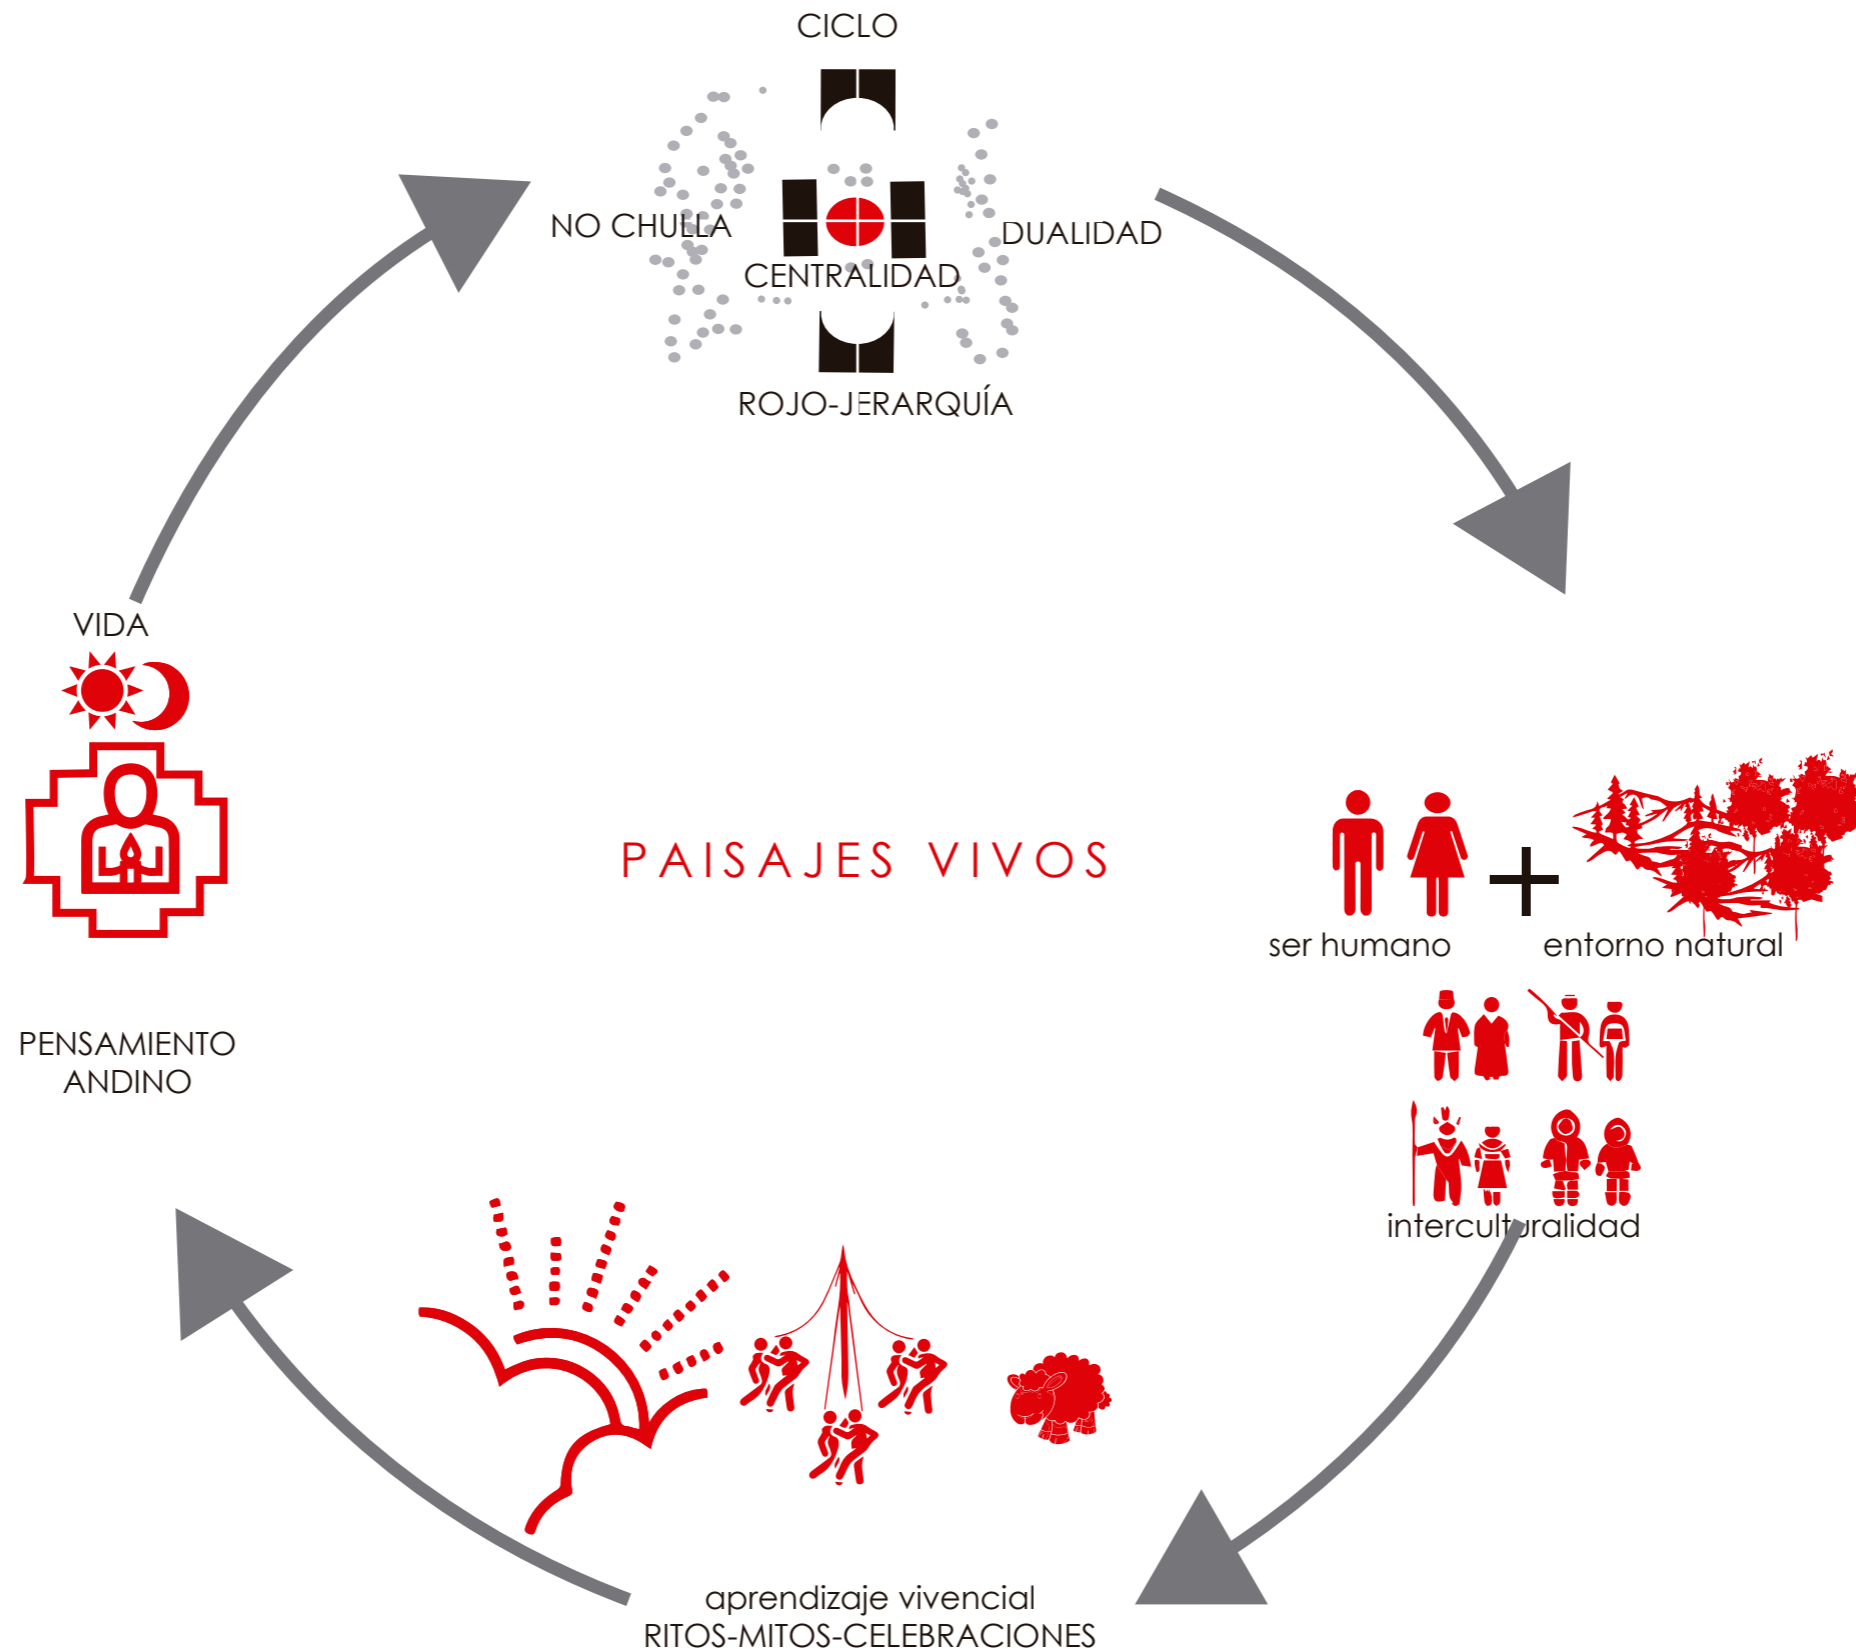 CICLO
NO CHULLA
DUALIDAD
CENTRALIDAD
ROJO-JERARQUÍA
VIDA
PAISAJES VIVOS
ser humano
entorno natural
PENSAMIENTO
ANDINO
interculturalidad
aprendizaje vivencial
RITOS-MITOS-CELEBRACIONES